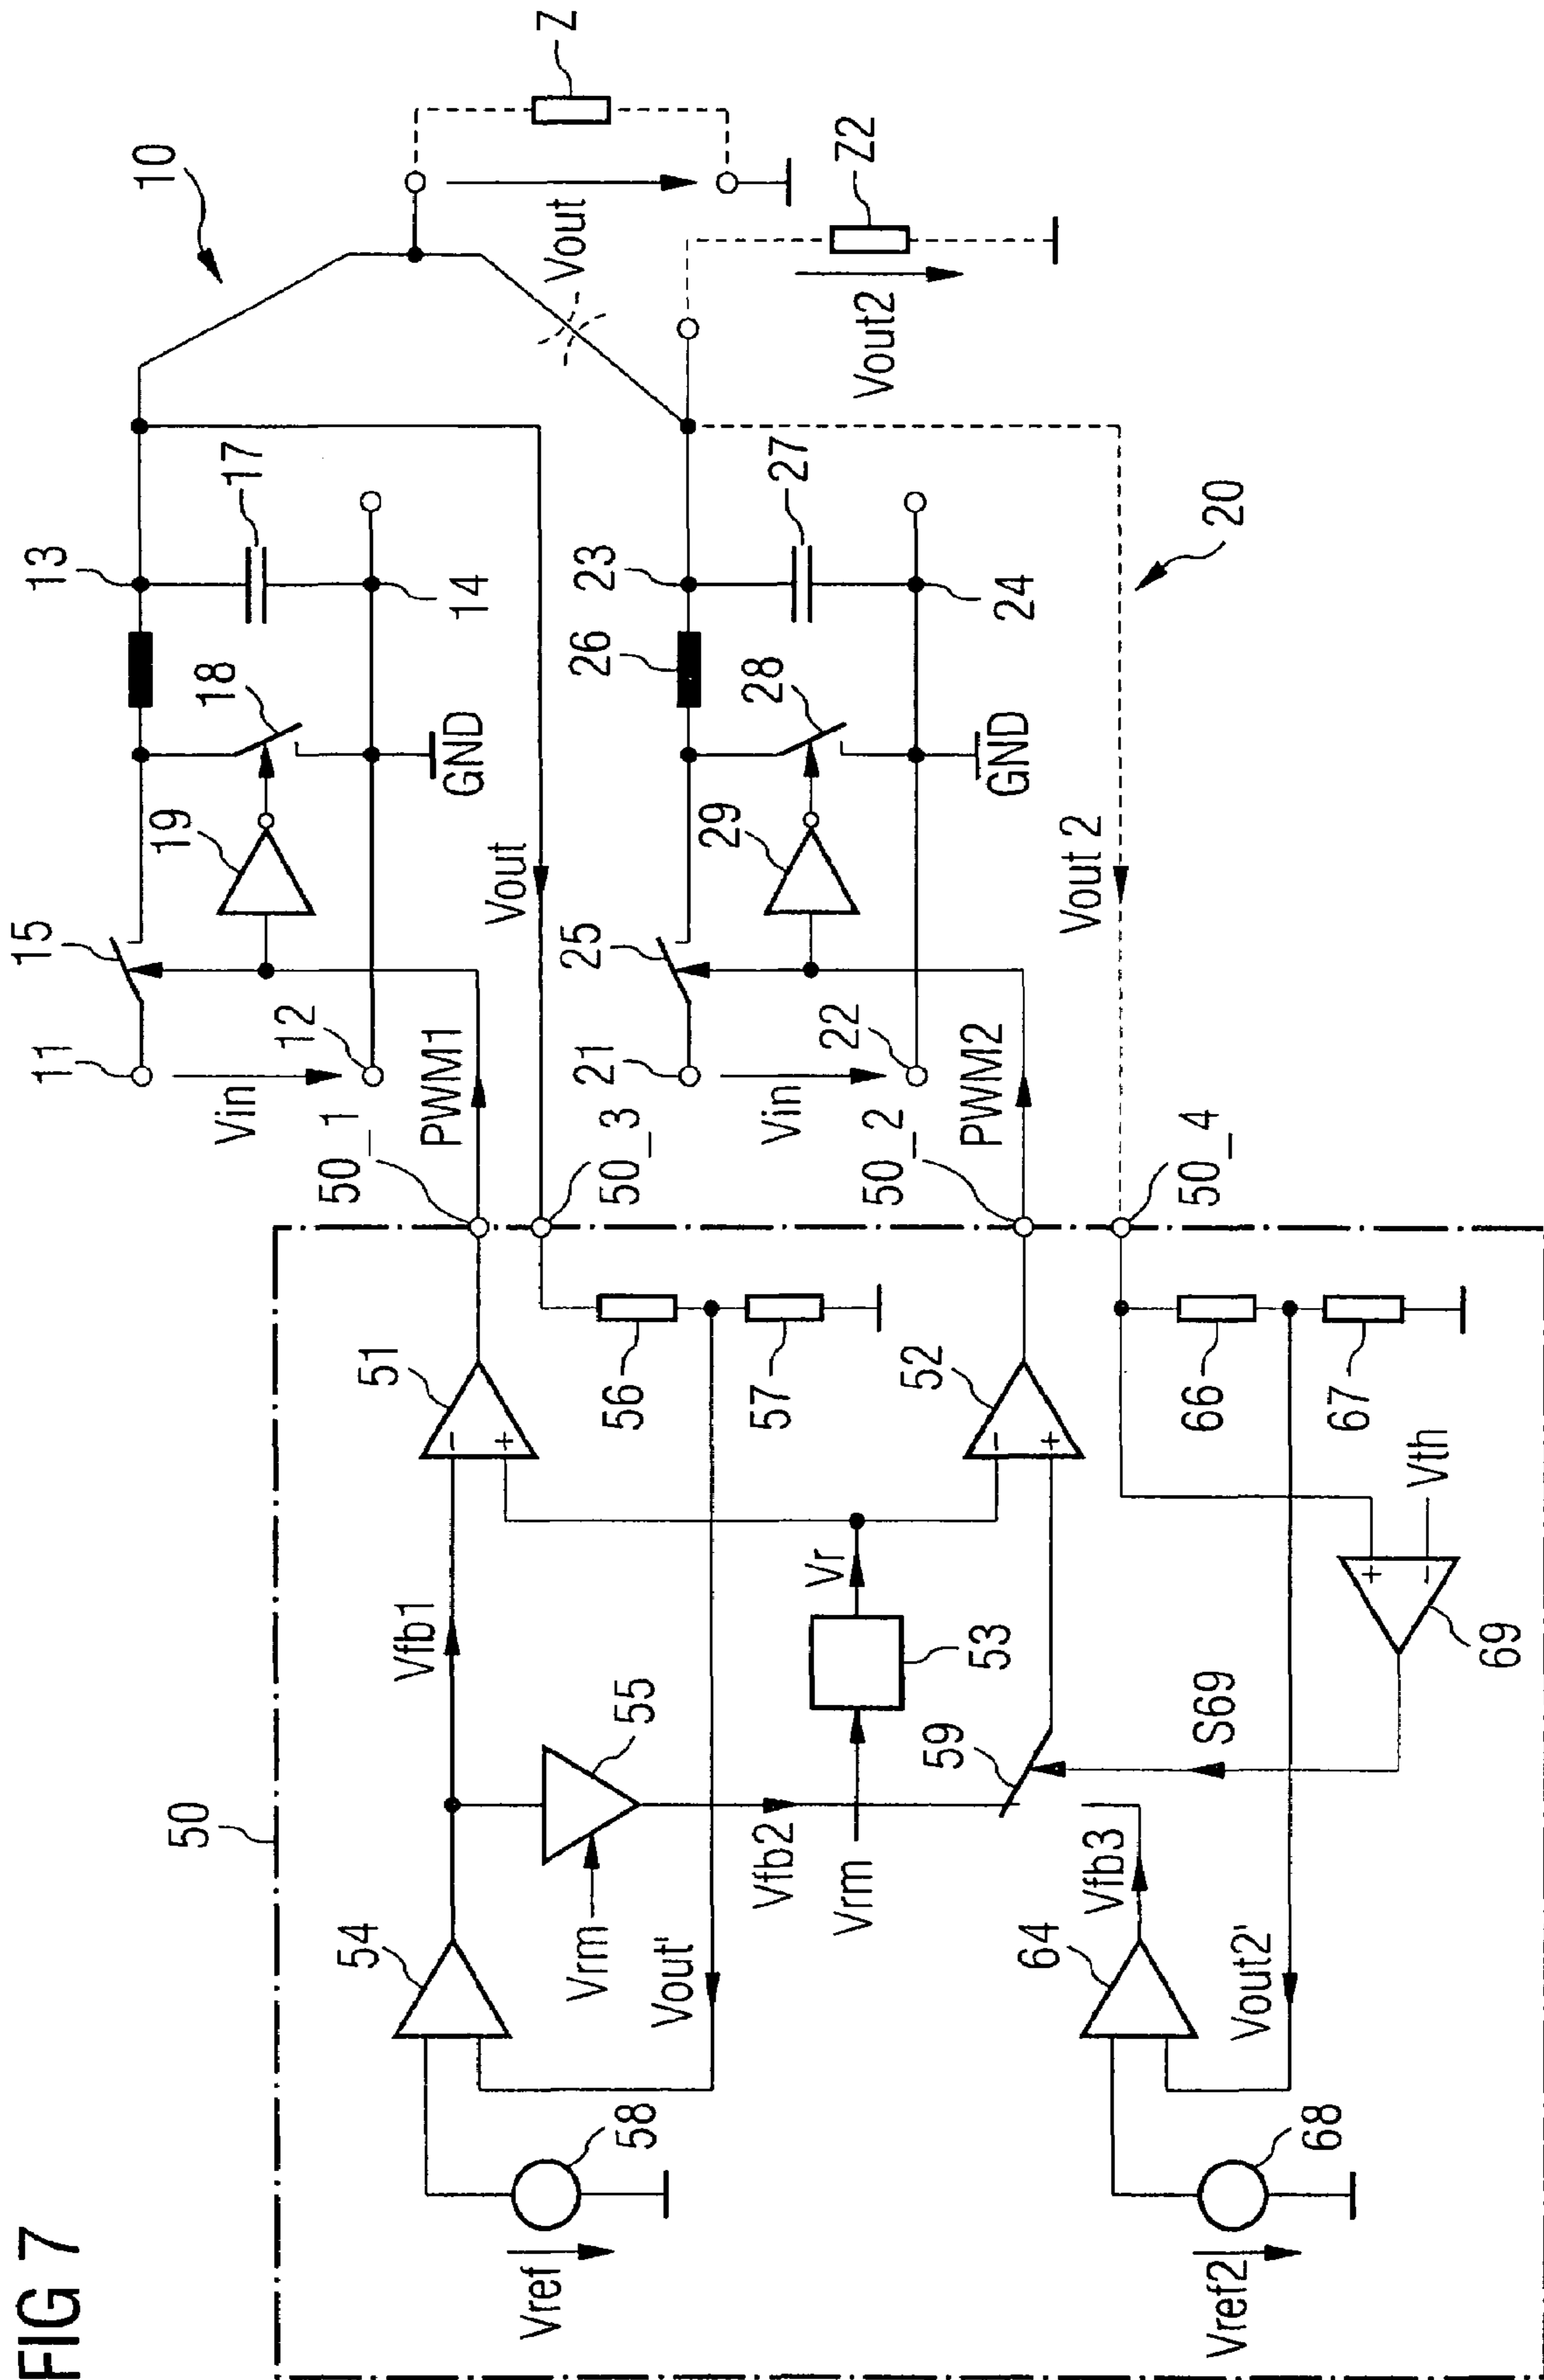 FIG 7
10
Z
Vout
Z2
Vout2
13
17
14
18
GND
19
15
11
12
Vin
PWM1
50_1
Vout
50_3
23
27
24
26
28
GND
29
25
21
22
Vin
PWM2
50_2
20
Vout 2
50_4
50
51
-
+
56
57
Vfb1
55
Vrm
54
Vout'
58
Vref
52
-
+
Vr
53
Vrm
Vfb2
59
66
67
Vth
+
-
69
S69
Vfb3
64
Vout2'
68
Vref2